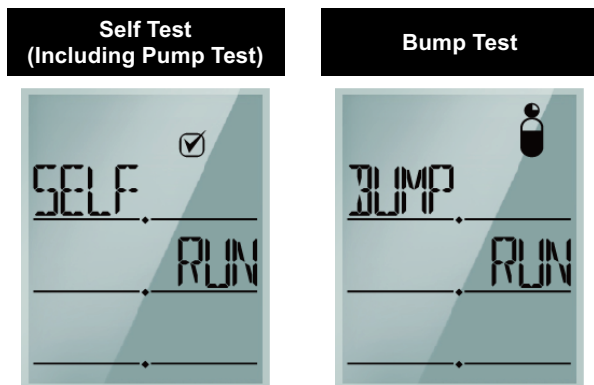 Self Test
(Including Pump Test)
Bump Test
SELF
RUN
BUMP
RUN